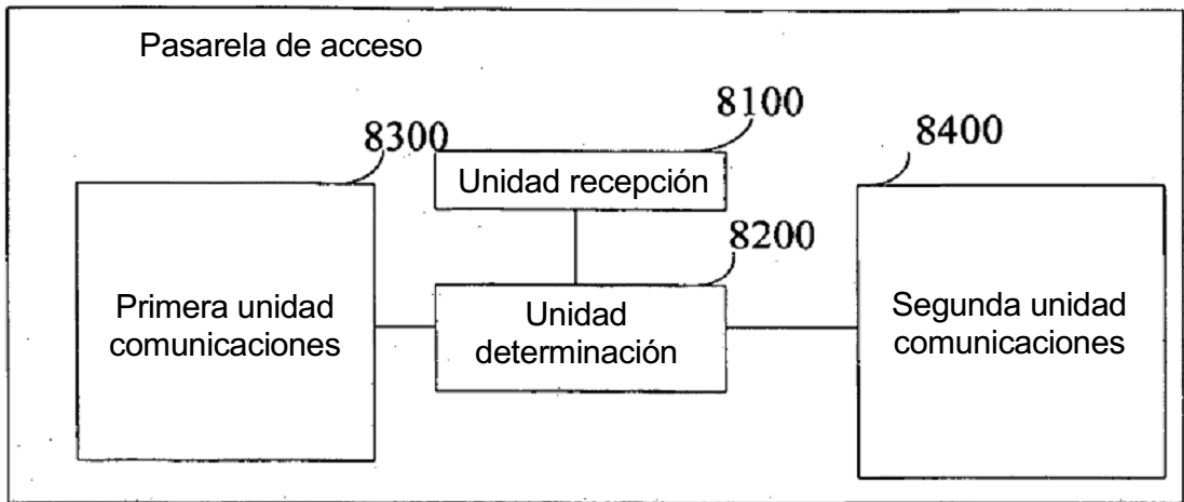 Pasarela de acceso
8100
8300
8400
Unidad recepción
8200
Primera unidad
comunicaciones
Unidad
determinación
Segunda unidad
comunicaciones